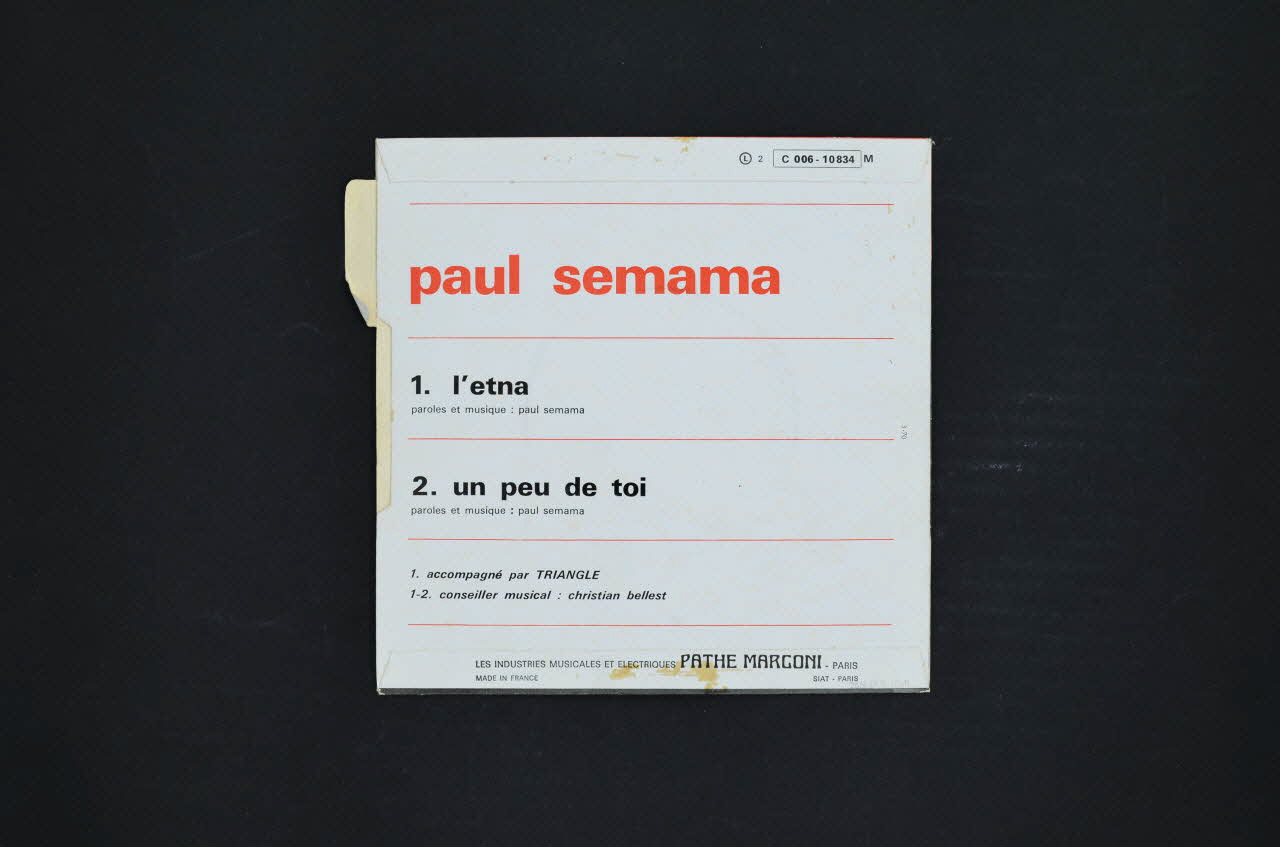 Ⓛ 2 C 006-10834 M
paul semama
1. l'etna
paroles et musique : paul semama
3-70
2. un peu de toi
paroles et musique : paul semama
1. accompagné par TRIANGLE
1-2. conseiller musical : christian bellest
LES INDUSTRIES MUSICALES ET ELECTRIQUES PATHE MARCONI - PARIS
MADE IN FRANCE SIAT - PARIS